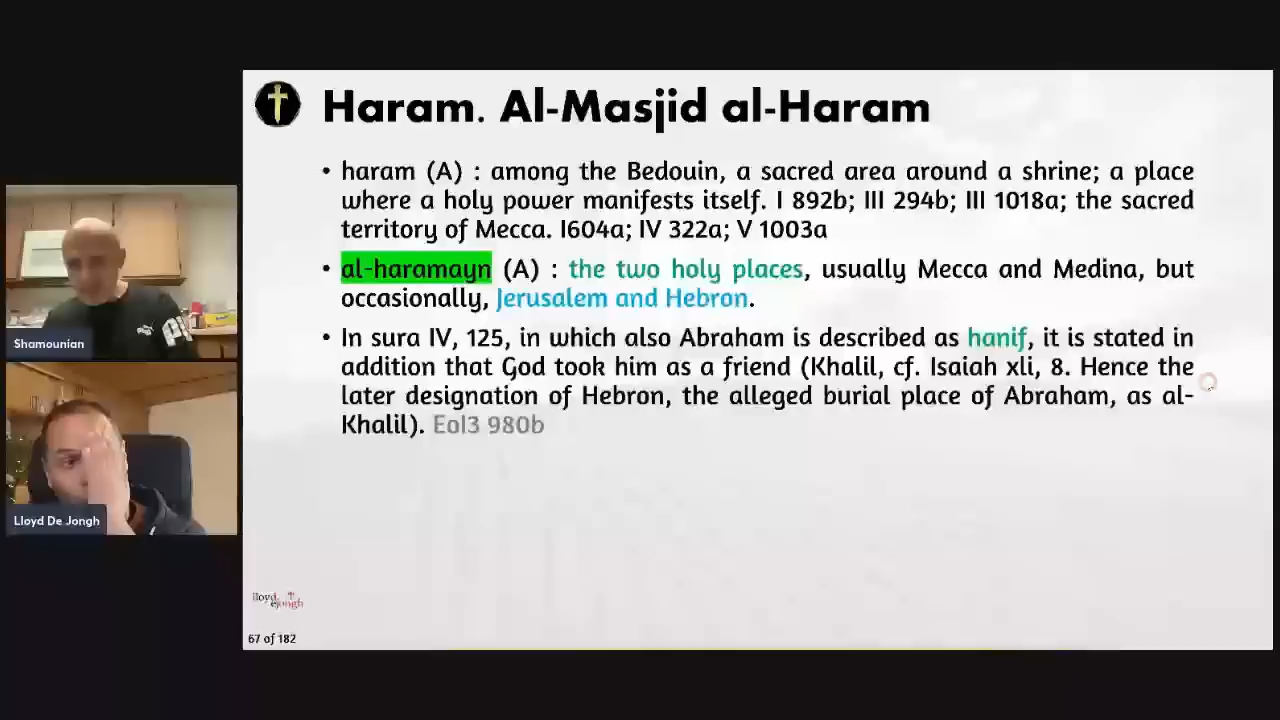 Haram. Al-Masjid al-Haram
• haram (A) : among the Bedouin, a sacred area around a shrine; a place
where a holy power manifests itself. I 892b; III 294b; III 1018a; the sacred
territory of Mecca. I604a; IV 322a; V 1003a
• al-haramayn (A) : the two holy places, usually Mecca and Medina, but
occasionally, Jerusalem and Hebron.
• In sura IV, 125, in which also Abraham is described as hanif, it is stated in
addition that God took him as a friend (Khalil, cf. Isaiah xli, 8. Hence the
later designation of Hebron, the alleged burial place of Abraham, as al-
Khalil). EoI3 980b
Shamounian
Lloyd De Jongh
lloyd
ejongh
67 of 182